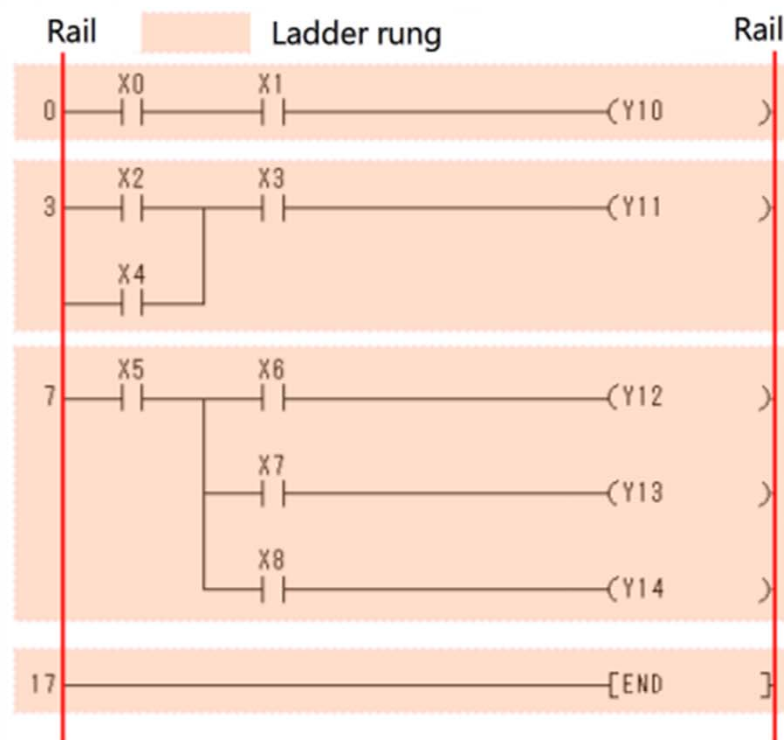 Rail Ladder rung Rail
X0 X1
0 (Y10 )
X2 X3
3 (Y11 )
X4
X5 X6
7 (Y12 )
X7
(Y13 )
X8
(Y14 )
17 [END ]